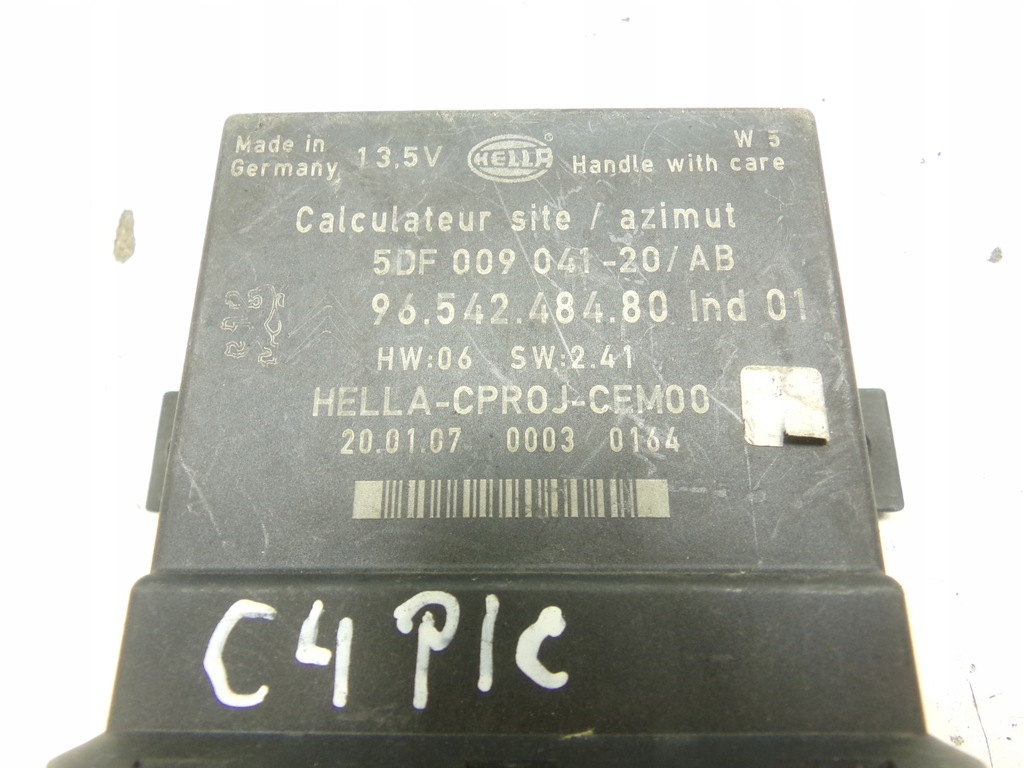 Made in Germany 13,5V HELLA ® W 5
Handle with care
Calculateur site / azimut
5DF 009 041-20/AB
96.542.484.80 Ind 01
HW:06 SW:2.41
HELLA-CPROJ-CEM00
20.01.07 0003 0164
C4 PIC